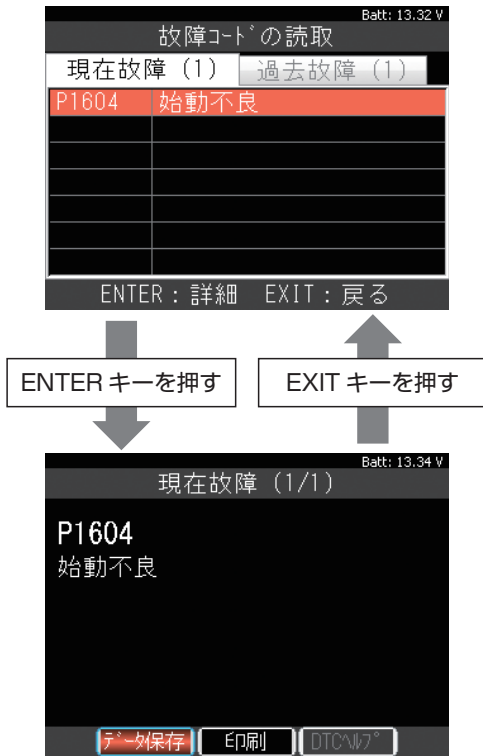 Batt: 13.32 V
故障ｺｰﾄﾞの読取
現在故障 (1) 過去故障 (1)
P1604 始動不良
ENTER：詳細 EXIT：戻る
ENTER キーを押す EXIT キーを押す
Batt: 13.34 V
現在故障 (1/1)
P1604
始動不良
ﾃﾞｰﾀ保存 印刷 DTCﾍﾙﾌﾟ